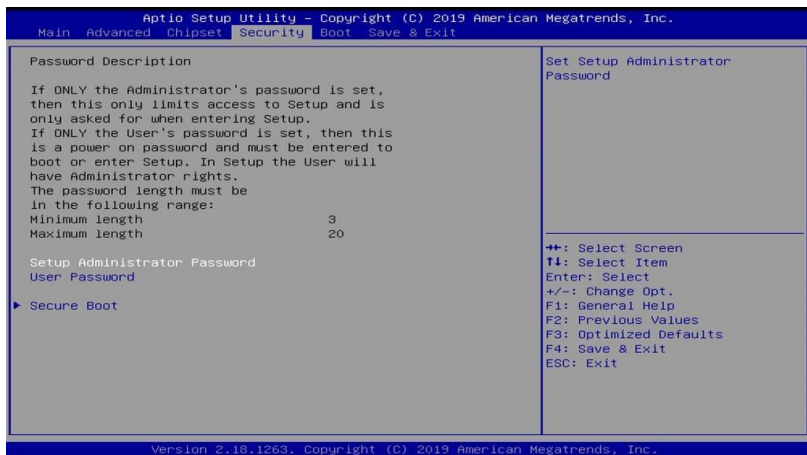 Aptio Setup Utility – Copyright (C) 2019 American Megatrends, Inc.
Main Advanced Chipset Security Boot Save & Exit
Password Description
If ONLY the Administrator's password is set,
then this only limits access to Setup and is
only asked for when entering Setup.
If ONLY the User's password is set, then this
is a power on password and must be entered to
boot or enter Setup. In Setup the User will
have Administrator rights.
The password length must be
in the following range:
Minimum length 3
Maximum length 20
Setup Administrator Password
User Password
Secure Boot
Set Setup Administrator
Password
→←: Select Screen
↑↓: Select Item
Enter: Select
+/-: Change Opt.
F1: General Help
F2: Previous Values
F3: Optimized Defaults
F4: Save & Exit
ESC: Exit
Version 2.18.1263. Copyright (C) 2019 American Megatrends, Inc.